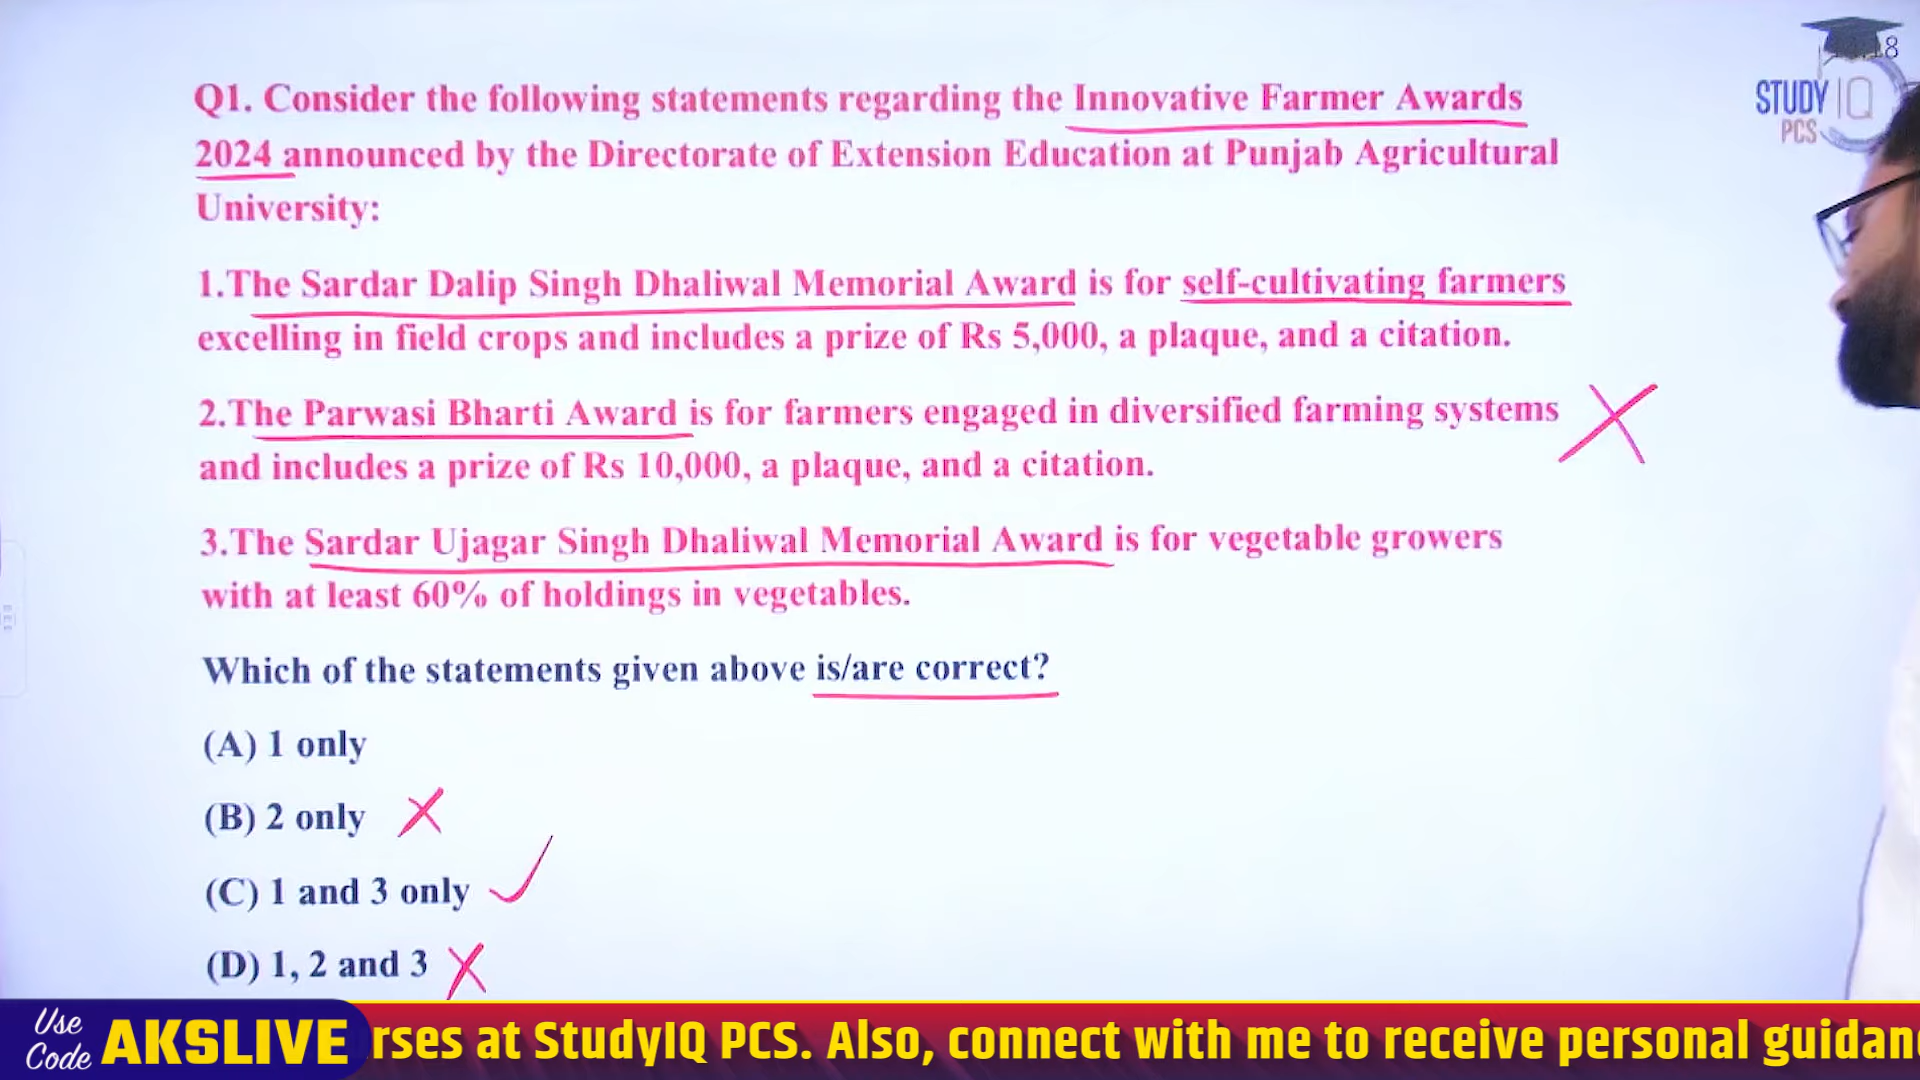 Q1. Consider the following statements regarding the Innovative Farmer Awards
2024 announced by the Directorate of Extension Education at Punjab Agricultural
University:
1.The Sardar Dalip Singh Dhaliwal Memorial Award is for self-cultivating farmers
excelling in field crops and includes a prize of Rs 5,000, a plaque, and a citation.
2.The Parwasi Bharti Award is for farmers engaged in diversified farming systems
and includes a prize of Rs 10,000, a plaque, and a citation.
3.The Sardar Ujagar Singh Dhaliwal Memorial Award is for vegetable growers
with at least 60% of holdings in vegetables.
Which of the statements given above is/are correct?
(A) 1 only
(B) 2 only
(C) 1 and 3 only
(D) 1, 2 and 3
STUDY IQ
PCS
Use
Code AKSLIVE
rses at StudyIQ PCS. Also, connect with me to receive personal guidan